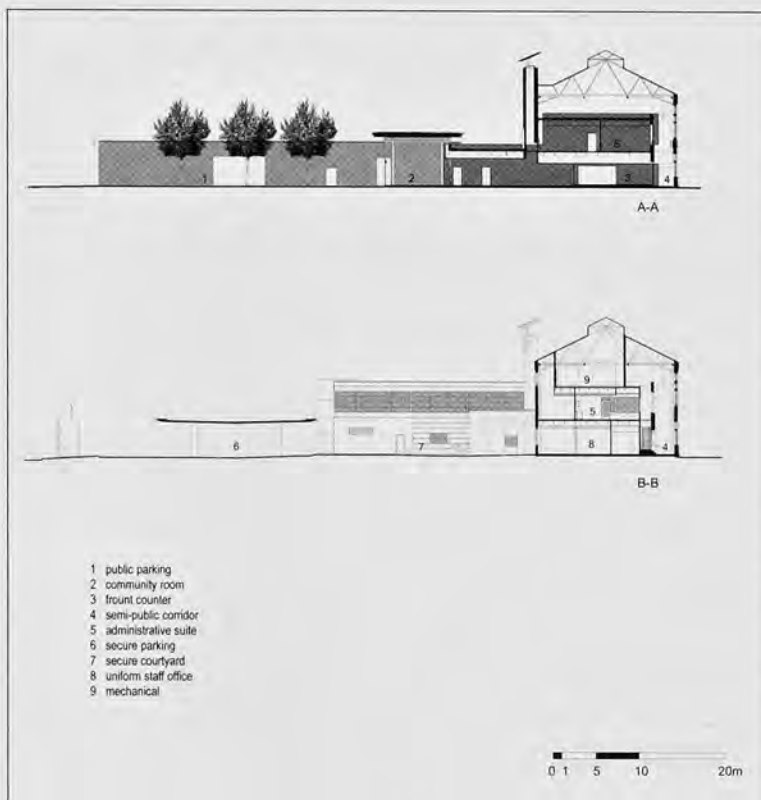 1
2
5
3
4
A-A
9
5
6
7
8
4
B-B
1 public parking
2 community room
3 frount counter
4 semi-public corridor
5 administrative suite
6 secure parking
7 secure courtyard
8 uniform staff office
9 mechanical
0 1 5 10 20m